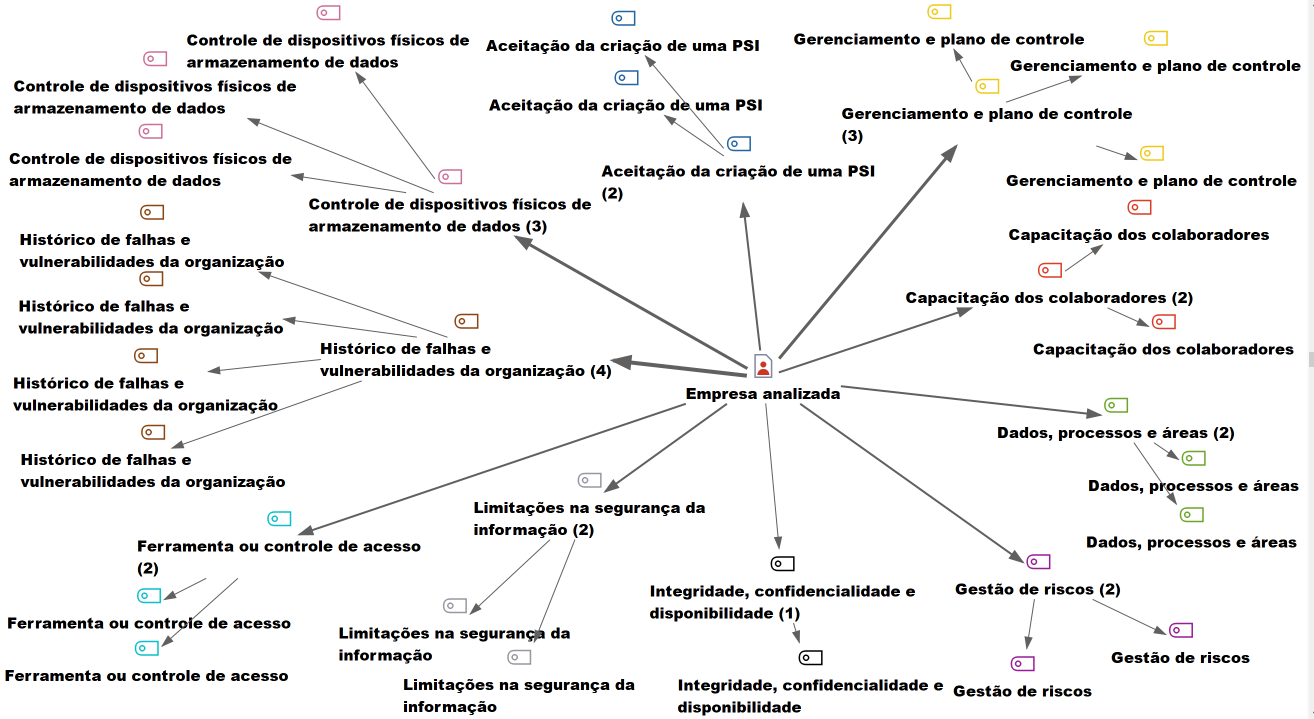 Controle de dispositivos físicos de
armazenamento de dados
Controle de dispositivos físicos de
armazenamento de dados
Controle de dispositivos físicos de
armazenamento de dados
Controle de dispositivos físicos de
armazenamento de dados (3)
Aceitação da criação de uma PSI
Aceitação da criação de uma PSI
Aceitação da criação de uma PSI
(2)
Gerenciamento e plano de controle
Gerenciamento e plano de controle
Gerenciamento e plano de controle
(3)
Gerenciamento e plano de controle
Capacitação dos colaboradores
Capacitação dos colaboradores (2)
Capacitação dos colaboradores
Histórico de falhas e
vulnerabilidades da organização
Histórico de falhas e
vulnerabilidades da organização
Histórico de falhas e
vulnerabilidades da organização (4)
Histórico de falhas e
vulnerabilidades da organização
Histórico de falhas e
vulnerabilidades da organização
Empresa analizada
Dados, processos e áreas (2)
Dados, processos e áreas
Dados, processos e áreas
Ferramenta ou controle de acesso
(2)
Ferramenta ou controle de acesso
Ferramenta ou controle de acesso
Limitações na segurança da
informação (2)
Limitações na segurança da
informação
Limitações na segurança da
informação
Integridade, confidencialidade e
disponibilidade (1)
Integridade, confidencialidade e
disponibilidade
Gestão de riscos (2)
Gestão de riscos
Gestão de riscos